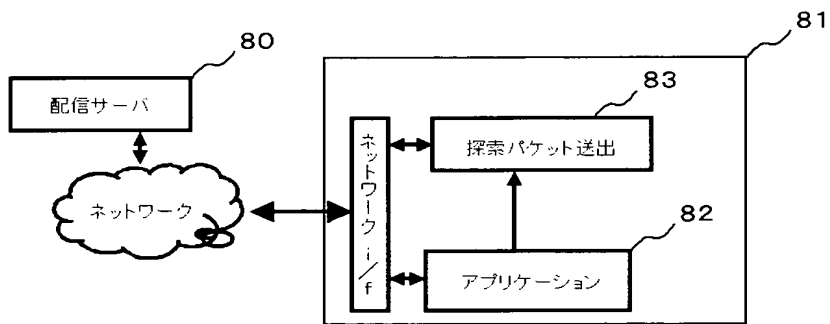 80
配信サーバ
ネットワーク
81
ネットワーク i/f
83
探索パケット送出
82
アプリケーション